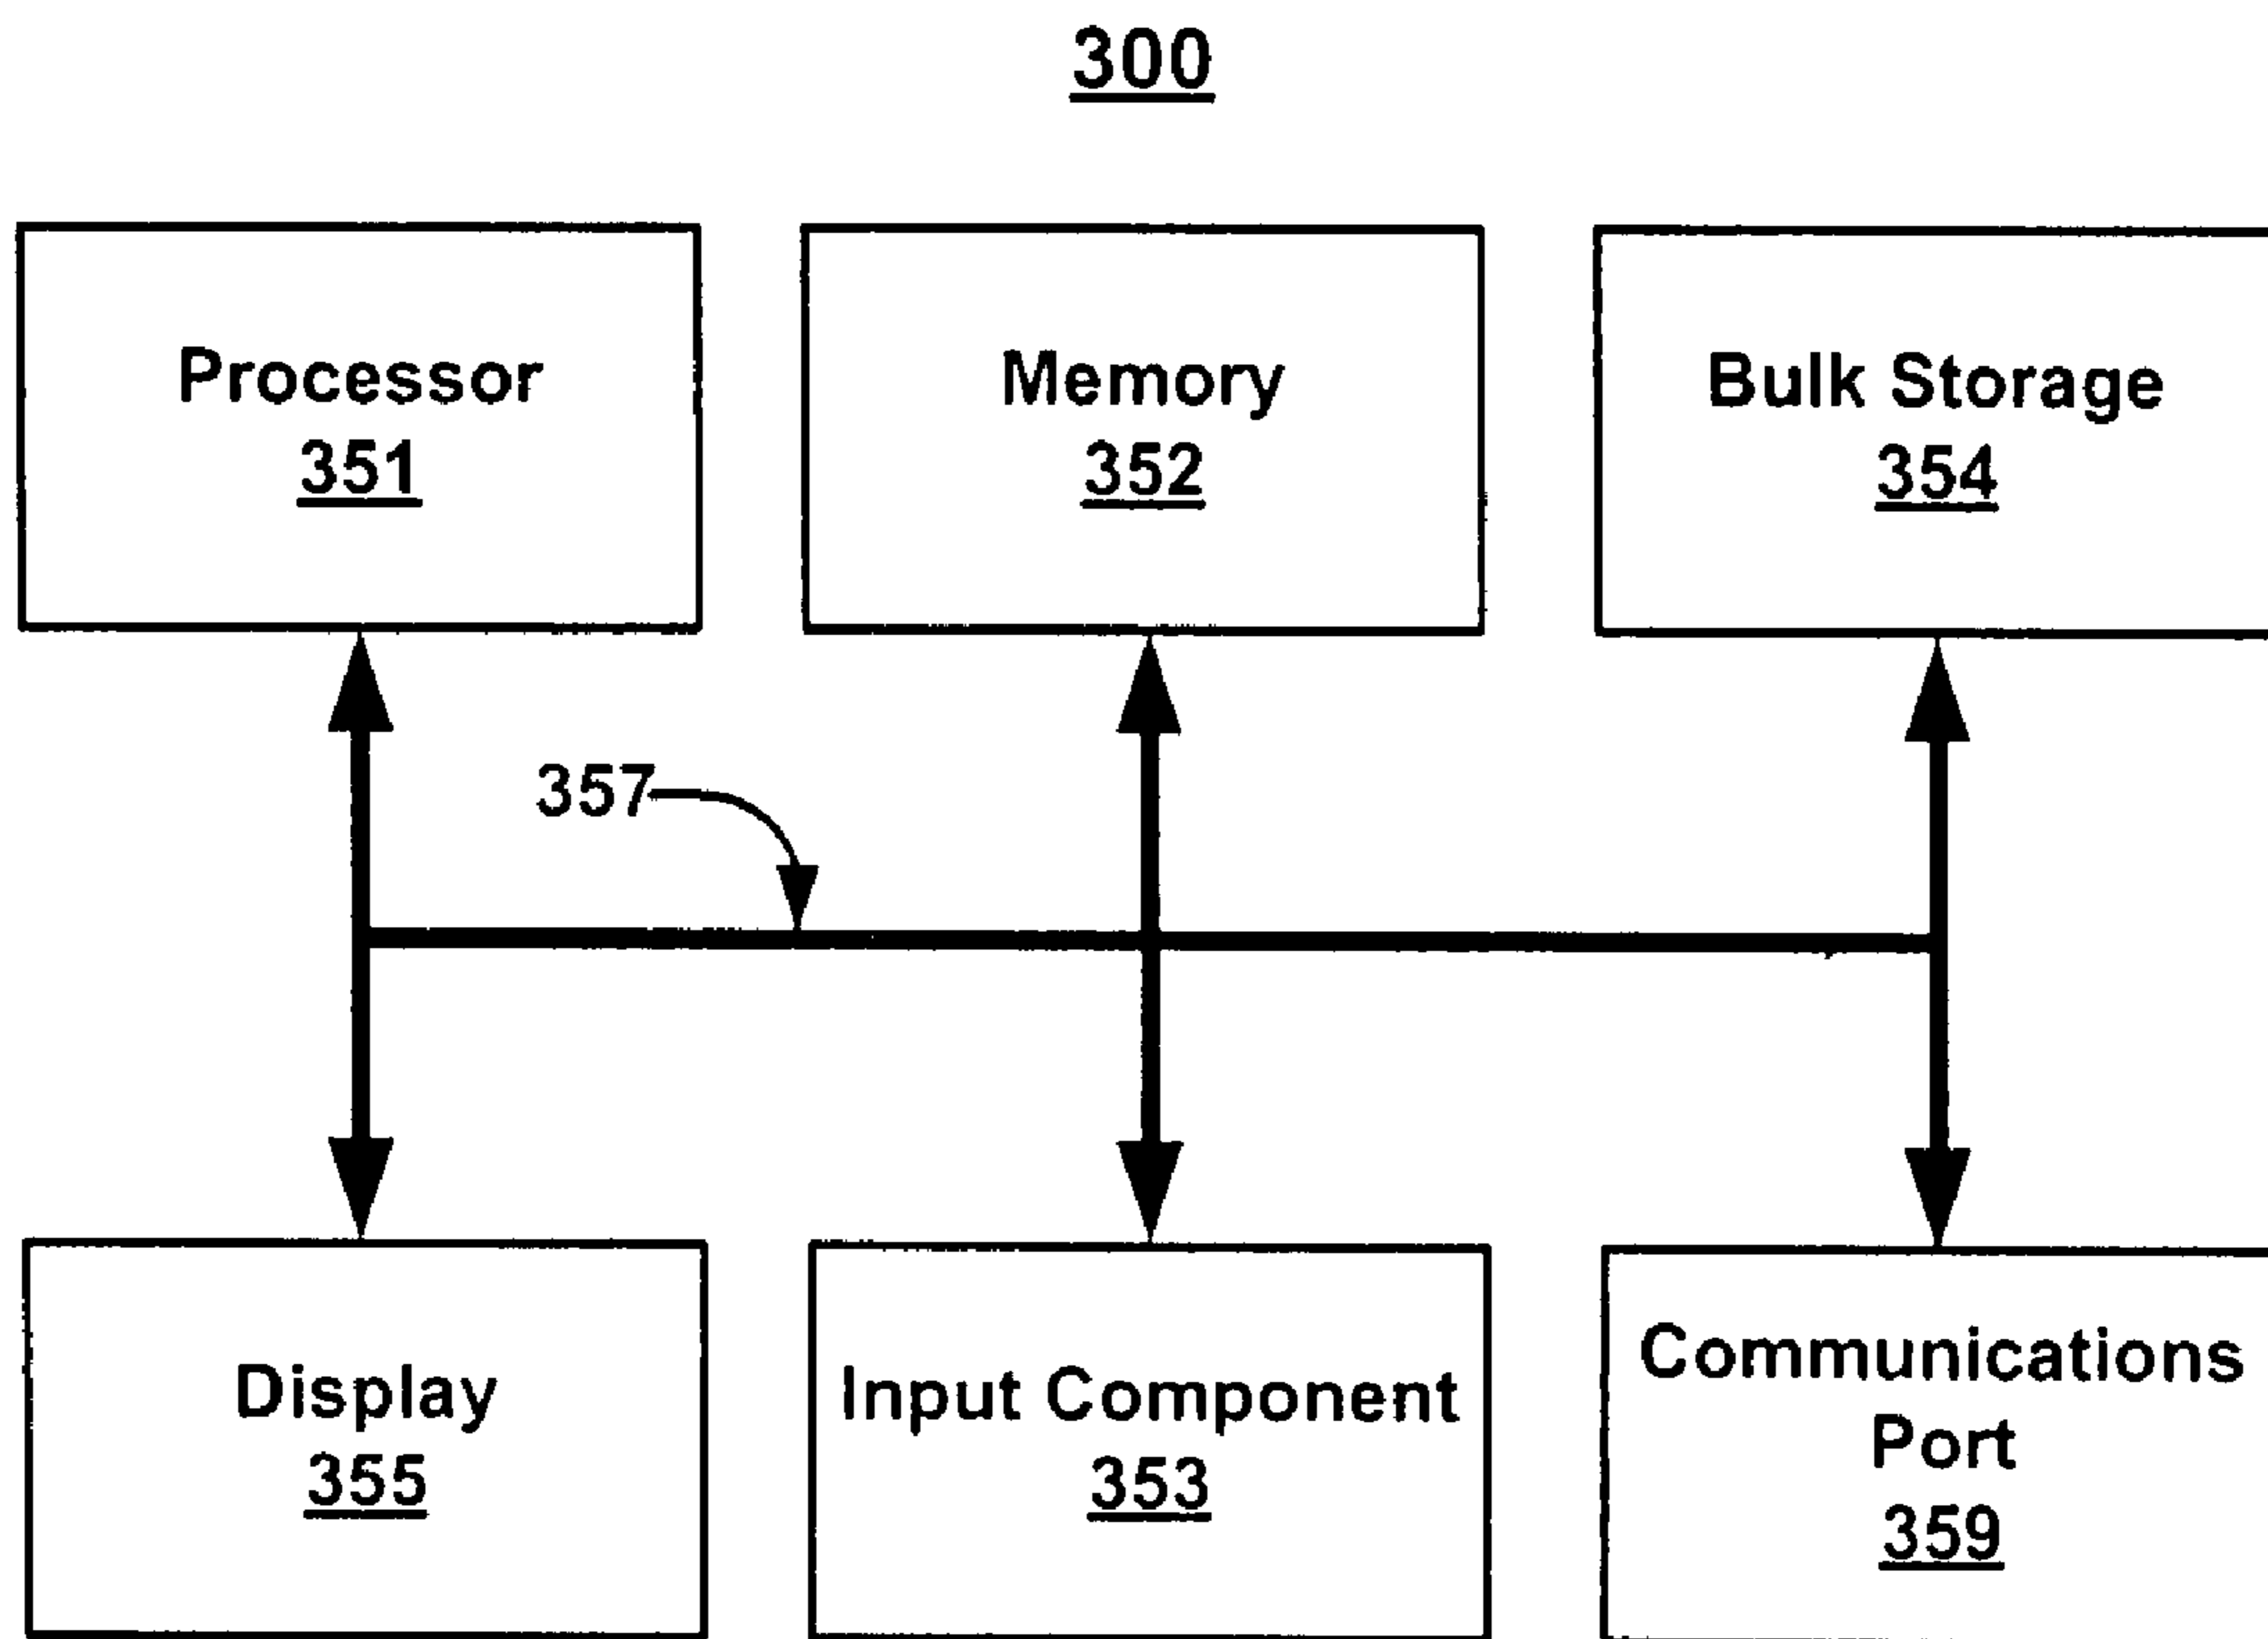 300
Processor
351
Memory
352
Bulk Storage
354
357
Display
355
Input Component
353
Communications
Port
359